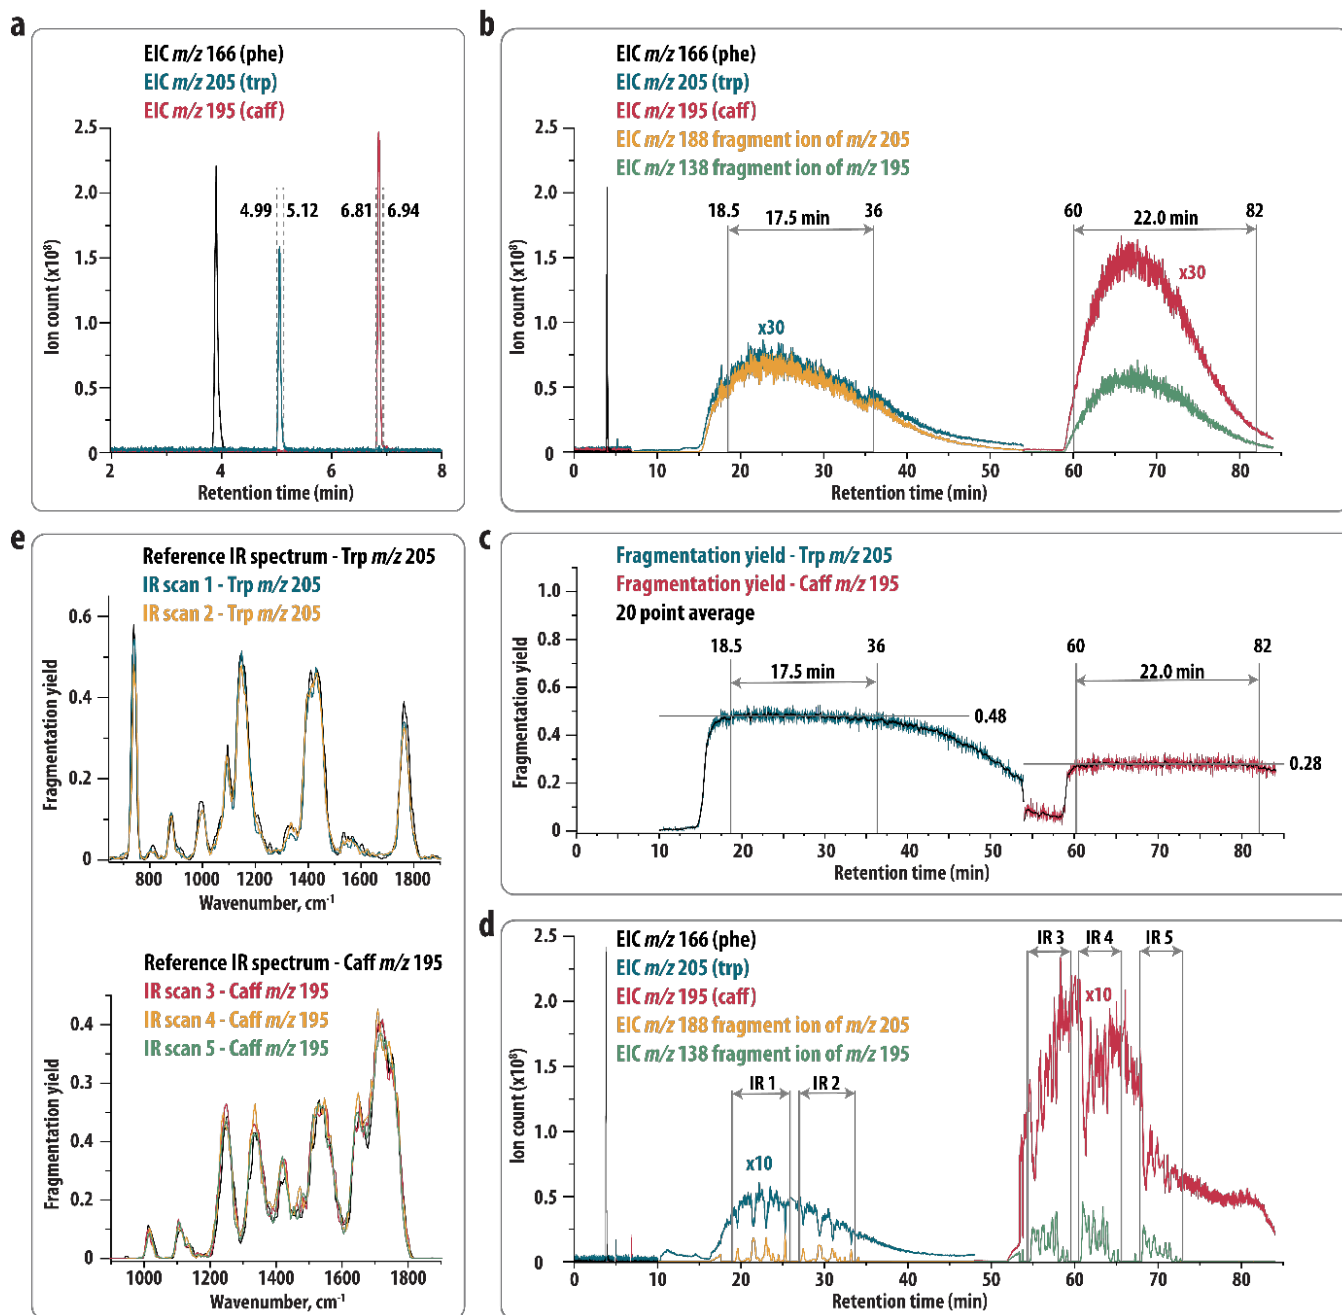 a
EIC m/z 166 (phe)
EIC m/z 205 (trp)
EIC m/z 195 (caff)
2.5
2.0
1.5
1.0
0.5
0
Ion count (x10⁸)
4.99
5.12
6.81
6.94
2
4
6
8
Retention time (min)
b
EIC m/z 166 (phe)
EIC m/z 205 (trp)
EIC m/z 195 (caff)
EIC m/z 188 fragment ion of m/z 205
EIC m/z 138 fragment ion of m/z 195
2.5
2.0
1.5
1.0
0.5
0
Ion count (x10⁸)
18.5
17.5 min
36
60
22.0 min
82
x30
x30
0
10
20
30
40
50
60
70
80
Retention time (min)
e
Reference IR spectrum - Trp m/z 205
IR scan 1 - Trp m/z 205
IR scan 2 - Trp m/z 205
0.6
0.4
0.2
0
Fragmentation yield
800
1000
1200
1400
1600
1800
Wavenumber, cm⁻¹
Reference IR spectrum - Caff m/z 195
IR scan 3 - Caff m/z 195
IR scan 4 - Caff m/z 195
IR scan 5 - Caff m/z 195
0.4
0.3
0.4
0.2
0
Fragmentation yield
1000
1200
1400
1600
1800
Wavenumber, cm⁻¹
c
Fragmentation yield - Trp m/z 205
Fragmentation yield - Caff m/z 195
20 point average
1.0
0.8
0.6
0.4
0.2
0
Fragmentation yield
18.5
17.5 min
36
60
22.0 min
82
0.48
0.28
0
10
20
30
40
50
60
70
80
Retention time (min)
d
EIC m/z 166 (phe)
EIC m/z 205 (trp)
EIC m/z 195 (caff)
EIC m/z 188 fragment ion of m/z 205
EIC m/z 138 fragment ion of m/z 195
2.5
2.0
1.5
1.0
0.5
0
Ion count (x10⁸)
IR 1
IR 2
IR 3
IR 4
IR 5
x10
x10
0
10
20
30
40
50
60
70
80
Retention time (min)